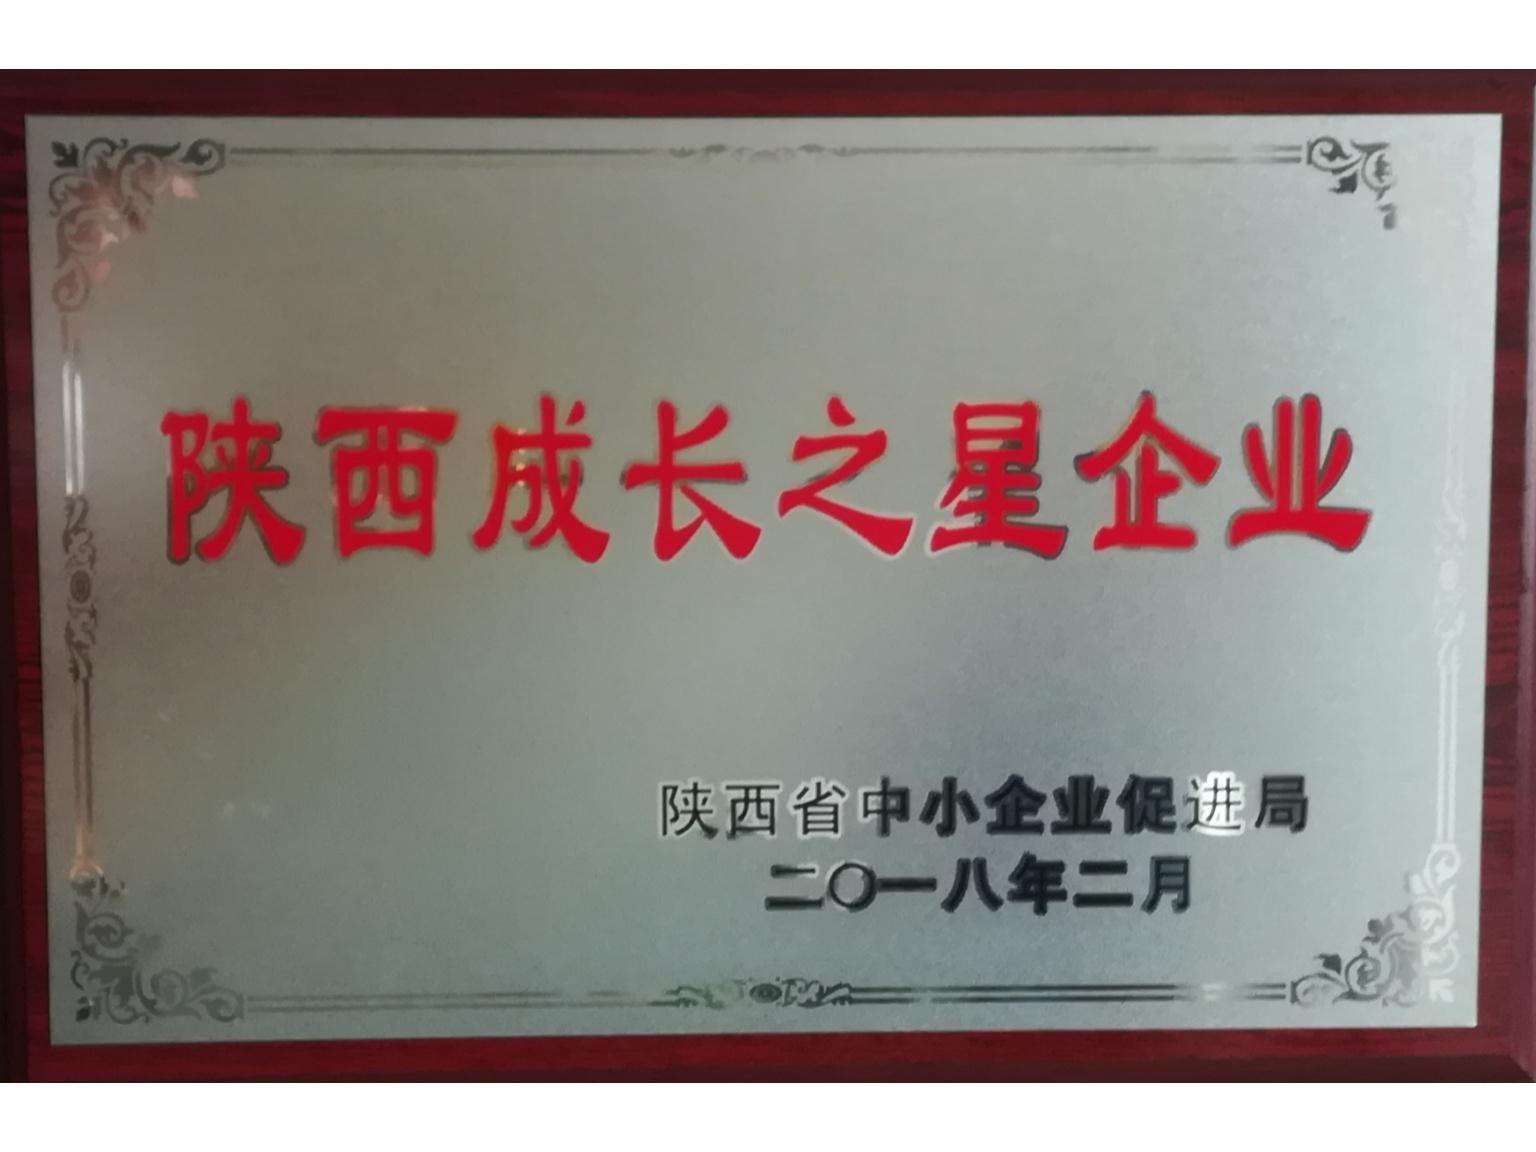 陕西成长之星企业
陕西省中小企业促进局
二〇一八年二月